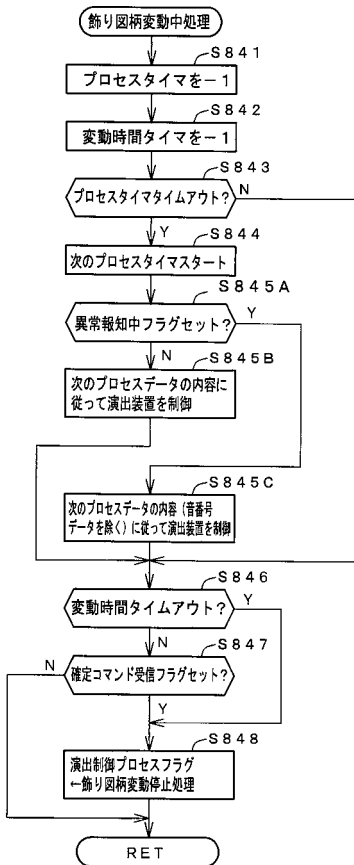 飾り図柄変動中処理
S841
プロセスタイマを－1
S842
変動時間タイマを－1
S843
プロセスタイマタイムアウト？
N
Y
S844
次のプロセスタイマスタート
S845A
異常報知中フラグセット？
Y
N
S845B
次のプロセスデータの内容に
従って演出装置を制御
S845C
次のプロセスデータの内容（音番号
データを除く）に従って演出装置を制御
S846
変動時間タイムアウト？
Y
N
S847
N
確定コマンド受信フラグセット？
Y
S848
演出制御プロセスフラグ
←飾り図柄変動停止処理
RET